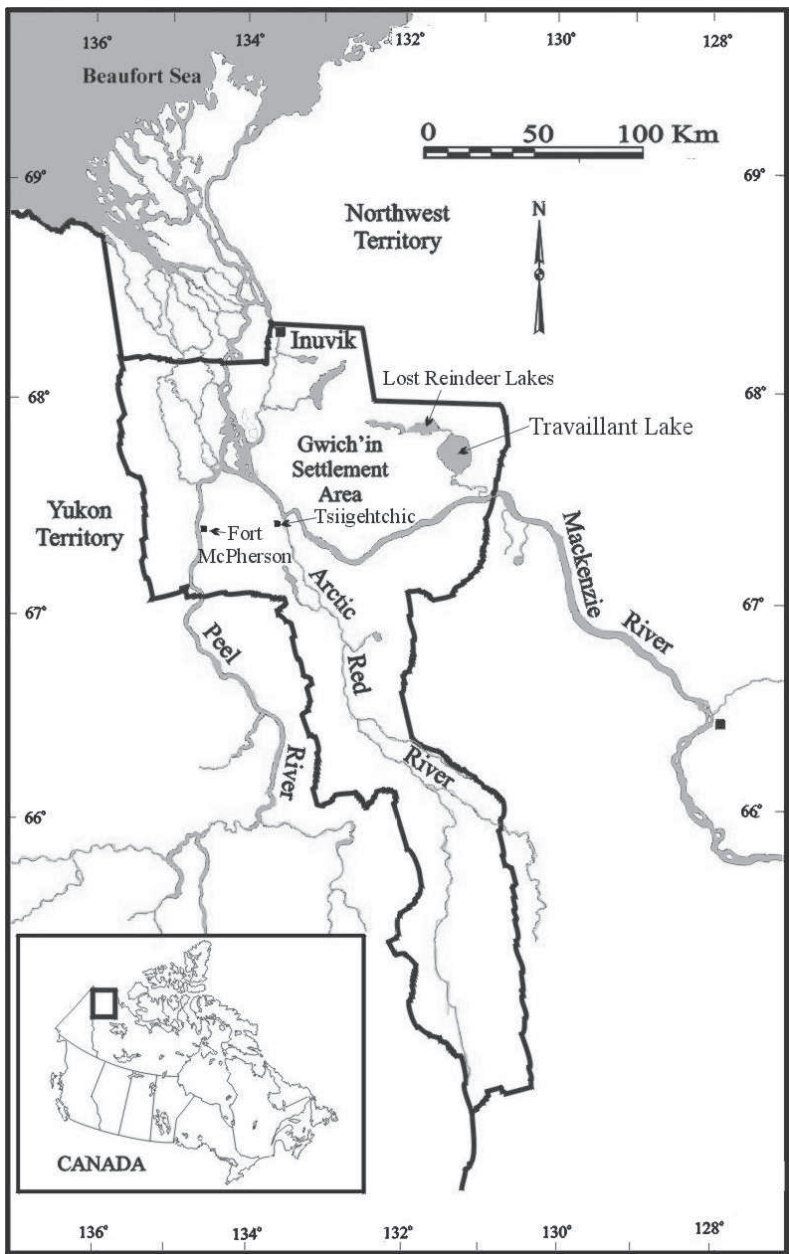 136°
134°
132°
130°
128°
Beaufort Sea
0 50 100 Km
69°
69°
Northwest
Territory
N
Inuvik
Lost Reindeer Lakes
68°
68°
Travaillant Lake
Gwich'in
Settlement
Area
Yukon
Territory
Tsiigehtchic
Fort
McPherson
Mackenzie
River
Arctic
Red
River
67°
67°
Peel
River
66°
66°
CANADA
136°
134°
132°
130°
128°